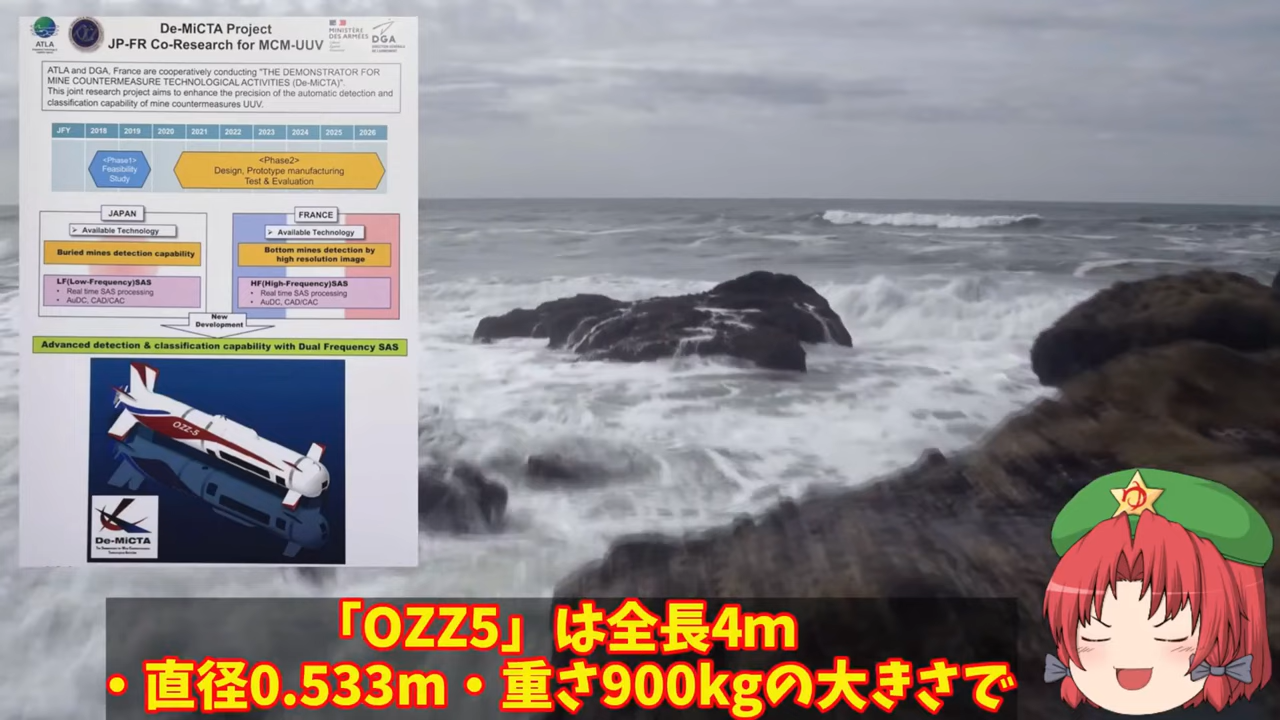 De-MiCTA Project
JP-FR Co-Research for MCM-UUV
ATLA
MINISTÈRE
DES ARMÉES
DGA
ATLA and DGA, France are cooperatively conducting "THE DEMONSTRATOR FOR
MINE COUNTERMEASURE TECHNOLOGICAL ACTIVITIES (De-MiCTA)".
This joint research project aims to enhance the precision of the automatic detection and
classification capability of mine countermeasures UUV.
JFY 2018 2019 2020 2021 2022 2023 2024 2025 2026
<Phase1>
Feasibility
Study
<Phase2>
Design, Prototype manufacturing
Test & Evaluation
JAPAN
➢ Available Technology
Buried mines detection capability
LF(Low-Frequency)SAS
• Real time SAS processing
• AuDC, CAD/CAC
FRANCE
➢ Available Technology
Bottom mines detection by
high resolution image
HF(High-Frequency)SAS
• Real time SAS processing
• AuDC, CAD/CAC
New
Development
Advanced detection & classification capability with Dual Frequency SAS
OZZ-5
De-MiCTA
「OZZ5」は全長4m
・直径0.533m・重さ900kgの大きさで